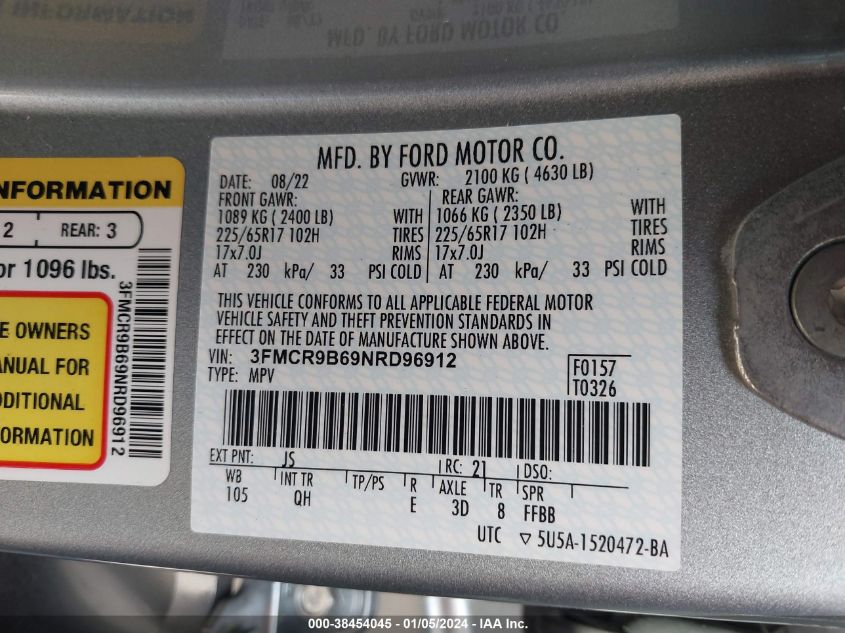 MFD. BY FORD MOTOR CO.
DATE: 08/22 GVWR: 2100 KG ( 4630 LB)
FRONT GAWR: REAR GAWR:
1089 KG ( 2400 LB) WITH 1066 KG ( 2350 LB) WITH
225/65R17 102H TIRES 225/65R17 102H TIRES
17x7.0J RIMS 17x7.0J RIMS
AT 230 kPa/ 33 PSI COLD AT 230 kPa/ 33 PSI COLD
THIS VEHICLE CONFORMS TO ALL APPLICABLE FEDERAL MOTOR
VEHICLE SAFETY AND THEFT PREVENTION STANDARDS IN
EFFECT ON THE DATE OF MANUFACTURE SHOWN ABOVE.
VIN: 3FMCR9B69NRD96912 F0157
TYPE: MPV T0326
EXT PNT: JS RC: 21 DSO:
WB INT TR TP/PS R AXLE TR SPR
105 QH E 3D 8 FFBB
UTC ▽ 5U5A-1520472-BA
INFORMATION
2 REAR: 3
or 1096 lbs.
OWNERS
MANUAL FOR
ADDITIONAL
INFORMATION
3FMCR9B69NRD96912
000-38454045 - 01/05/2024 - IAA Inc.